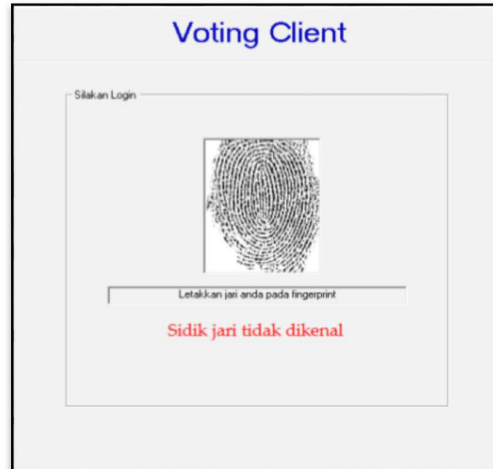 Voting Client
Silakan Login
Letakkan jari anda pada fingerprint
Sidik jari tidak dikenal